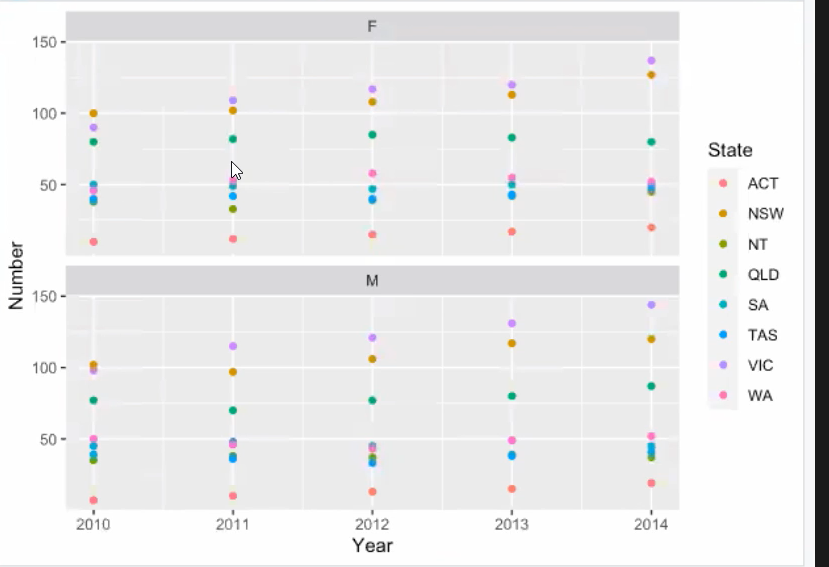 F
150
100
50
Number
M
150
100
50
2010 2011 2012 2013 2014
Year
State
ACT
NSW
NT
QLD
SA
TAS
VIC
WA